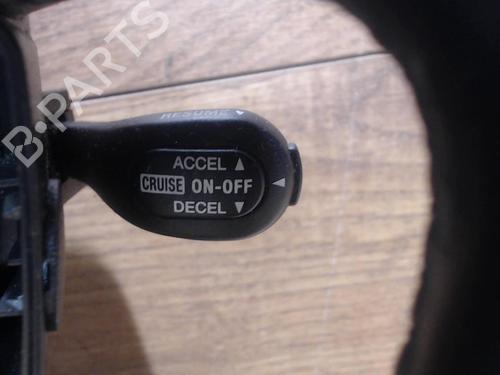 B-PARTS
RESUME ▲
ACCEL ▲
CRUISE ON-OFF ◀
DECEL ▼